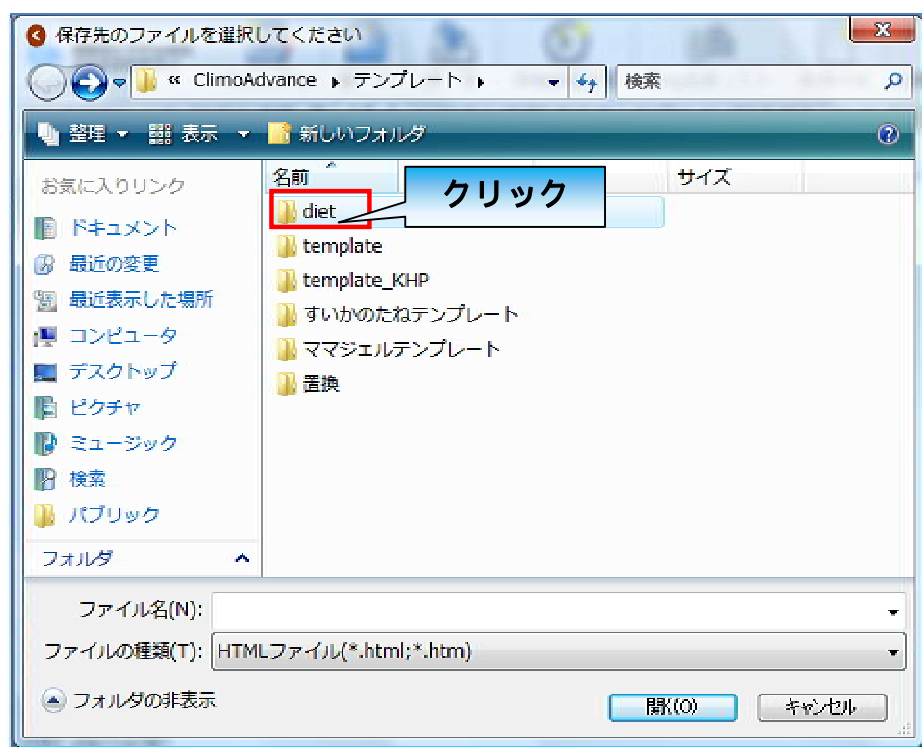 保存先のファイルを選択してください
« ClimoAdvance ▸ テンプレート ▸
検索
整理 表示 新しいフォルダ
お気に入りリンク
ドキュメント
最近の変更
最近表示した場所
コンピュータ
デスクトップ
ピクチャ
ミュージック
検索
パブリック
フォルダ
名前 サイズ
クリック
diet
template
template_KHP
すいかのたねテンプレート
ママジェルテンプレート
置換
ファイル名(N):
ファイルの種類(T): HTMLファイル(*.html;*.htm)
フォルダの非表示
開く(O) キャンセル